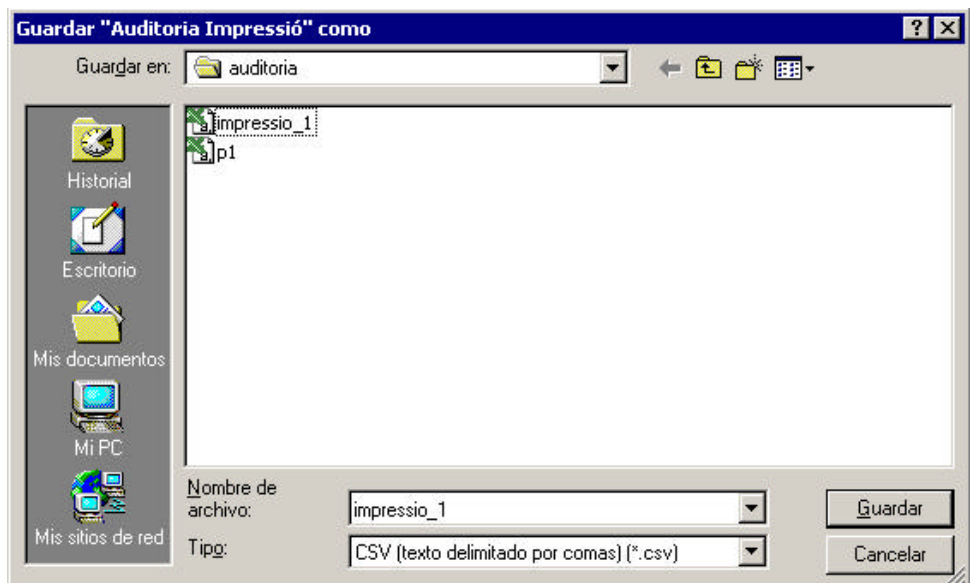 Guardar "Auditoria Impressió" como
Guardar en:
auditoria
Historial
Escritorio
Mis documentos
Mi PC
Mis sitios de red
impressio_1
p1
Nombre de
archivo:
impressio_1
Guardar
Tipo:
CSV (texto delimitado por comas) (*.csv)
Cancelar